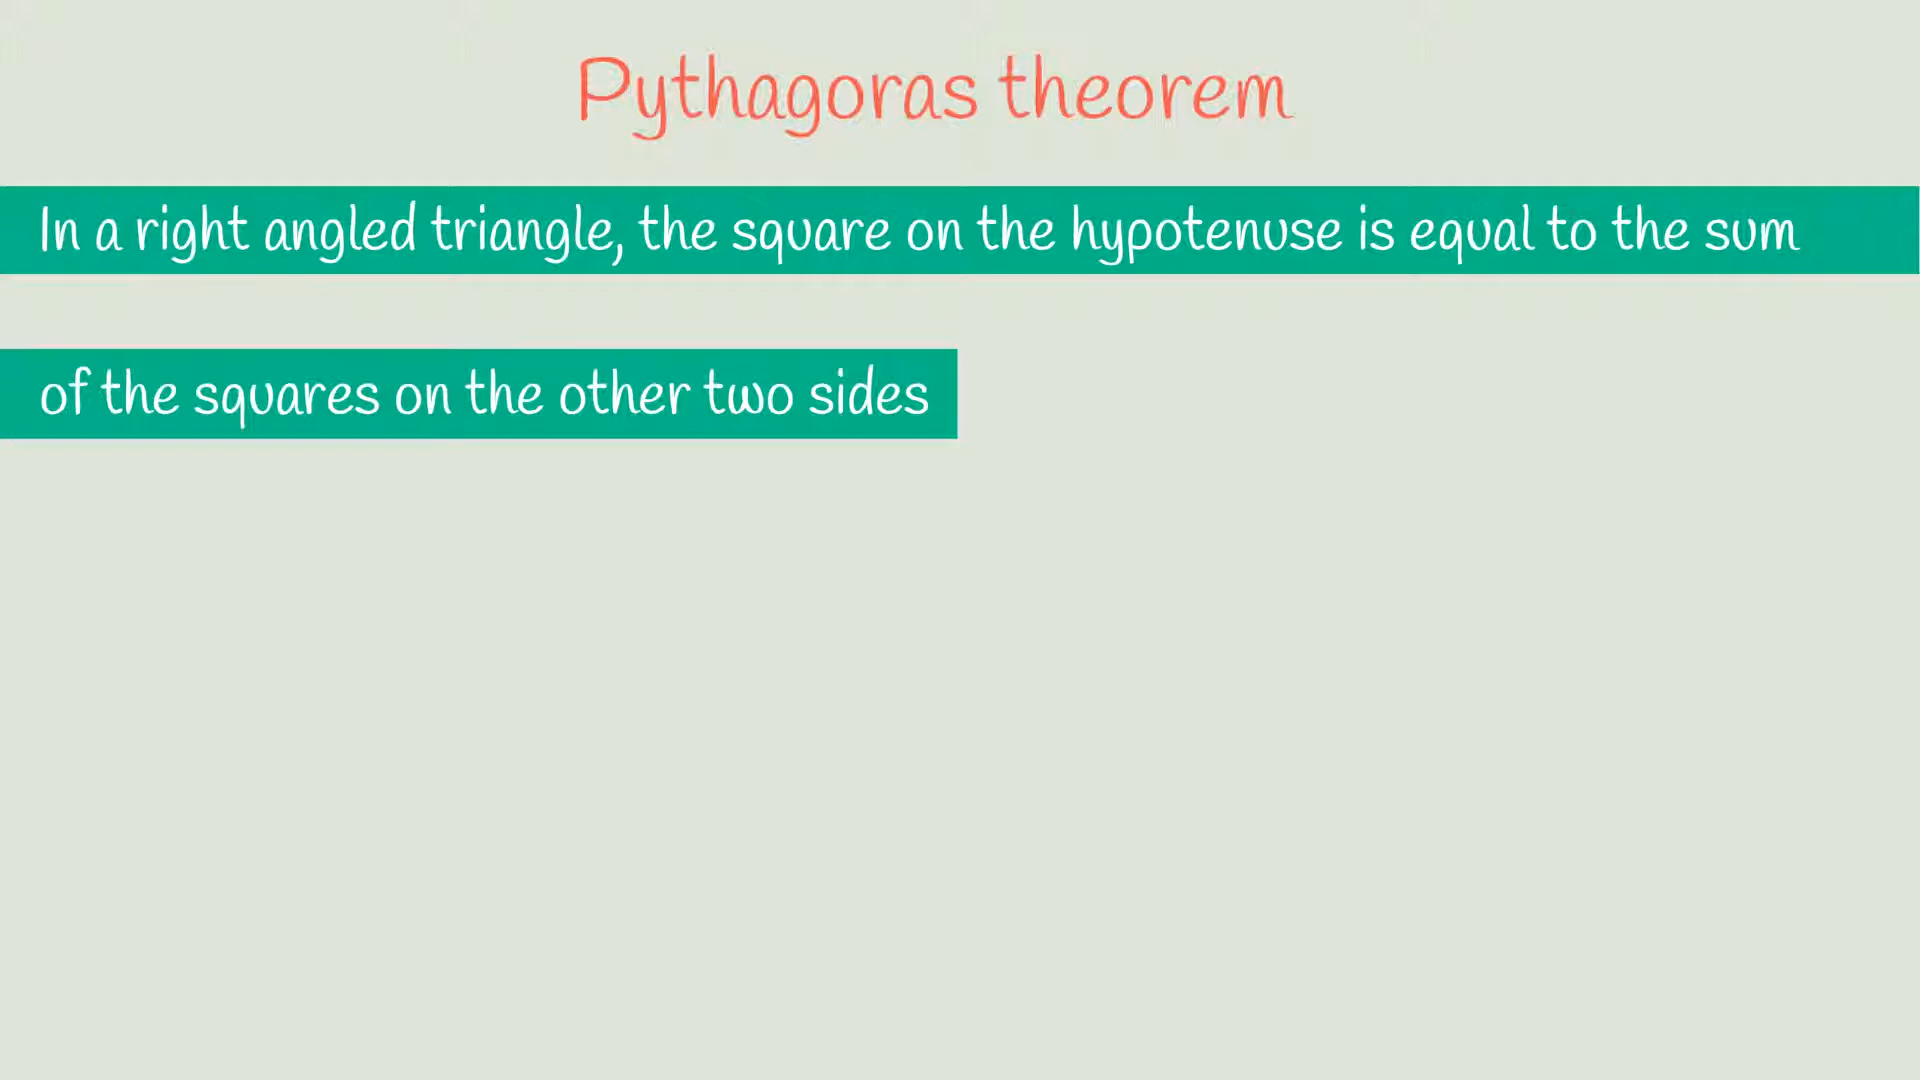 Pythagoras theorem
In a right angled triangle, the square on the hypotenuse is equal to the sum
of the squares on the other two sides